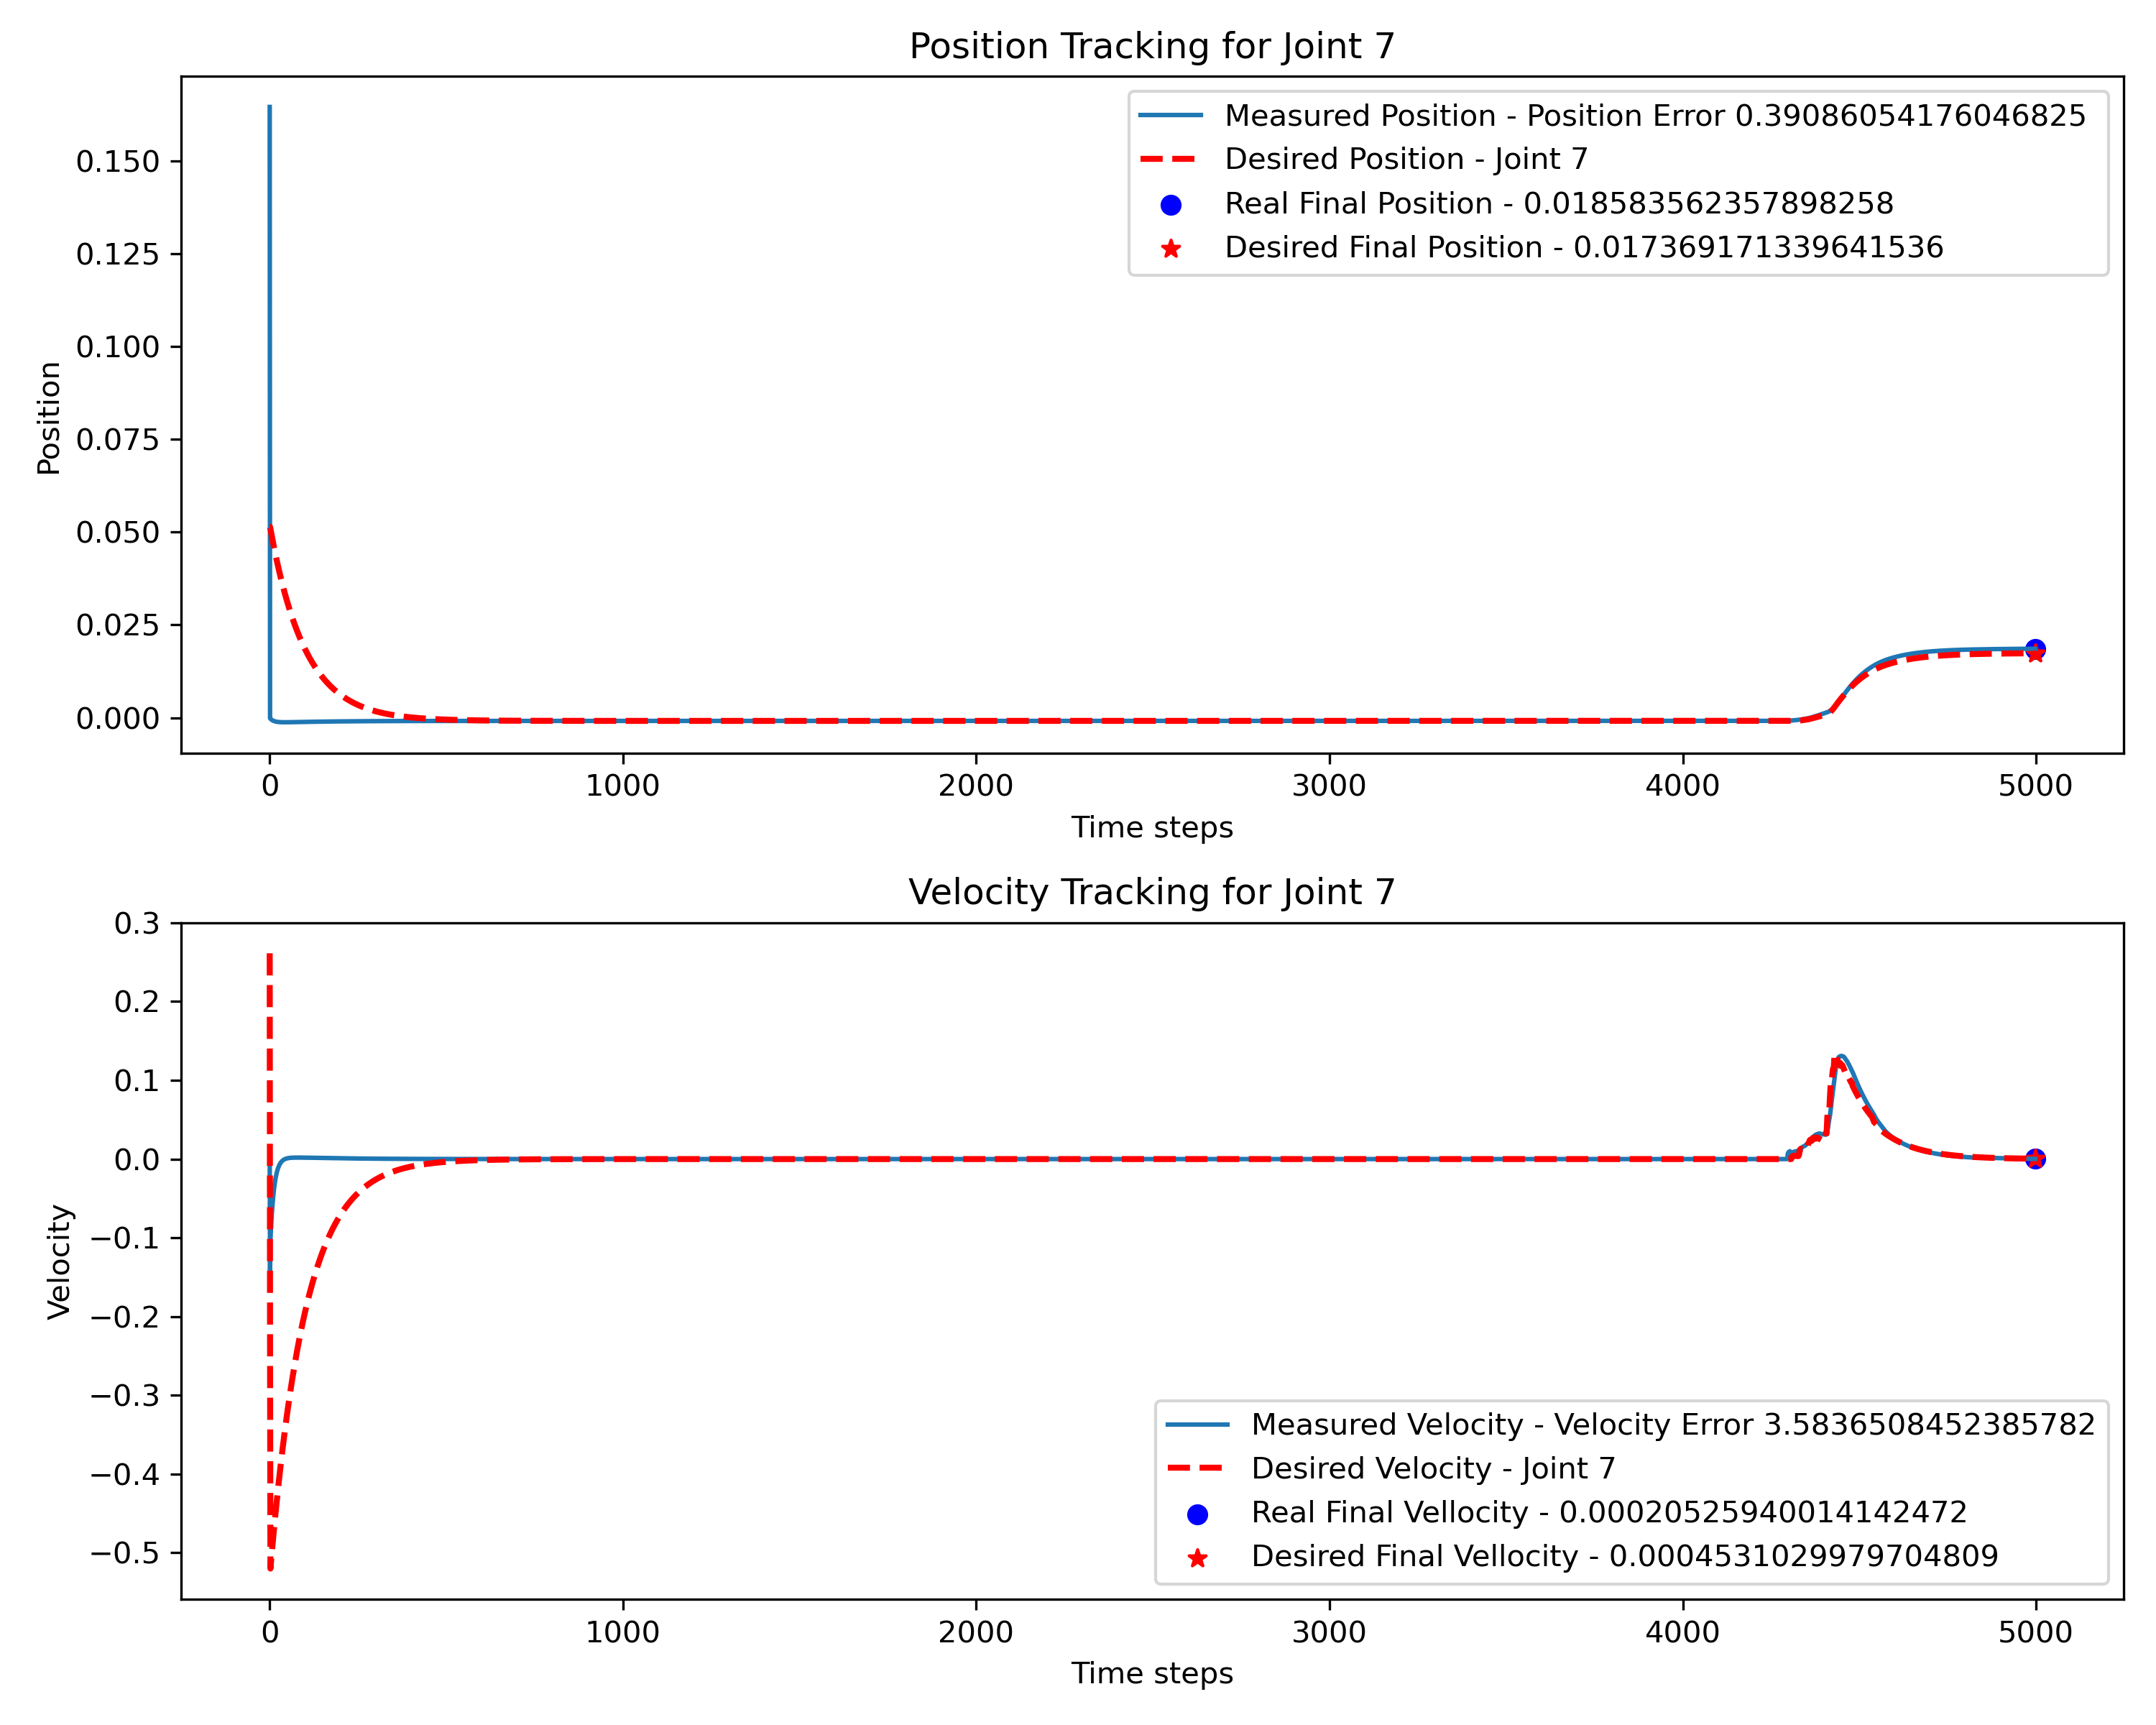 Position Tracking for Joint 7
Measured Position - Position Error 0.39086054176046825
Desired Position - Joint 7
Real Final Position - 0.018583562357898258
Desired Final Position - 0.017369171339641536
0.150
0.125
0.100
0.075
0.050
0.025
0.000
Position
0 1000 2000 3000 4000 5000
Time steps
Velocity Tracking for Joint 7
0.3
0.2
0.1
0.0
−0.1
−0.2
−0.3
−0.4
−0.5
Velocity
Measured Velocity - Velocity Error 3.5836508452385782
Desired Velocity - Joint 7
Real Final Vellocity - 0.00020525940014142472
Desired Final Vellocity - 0.0004531029979704809
0 1000 2000 3000 4000 5000
Time steps